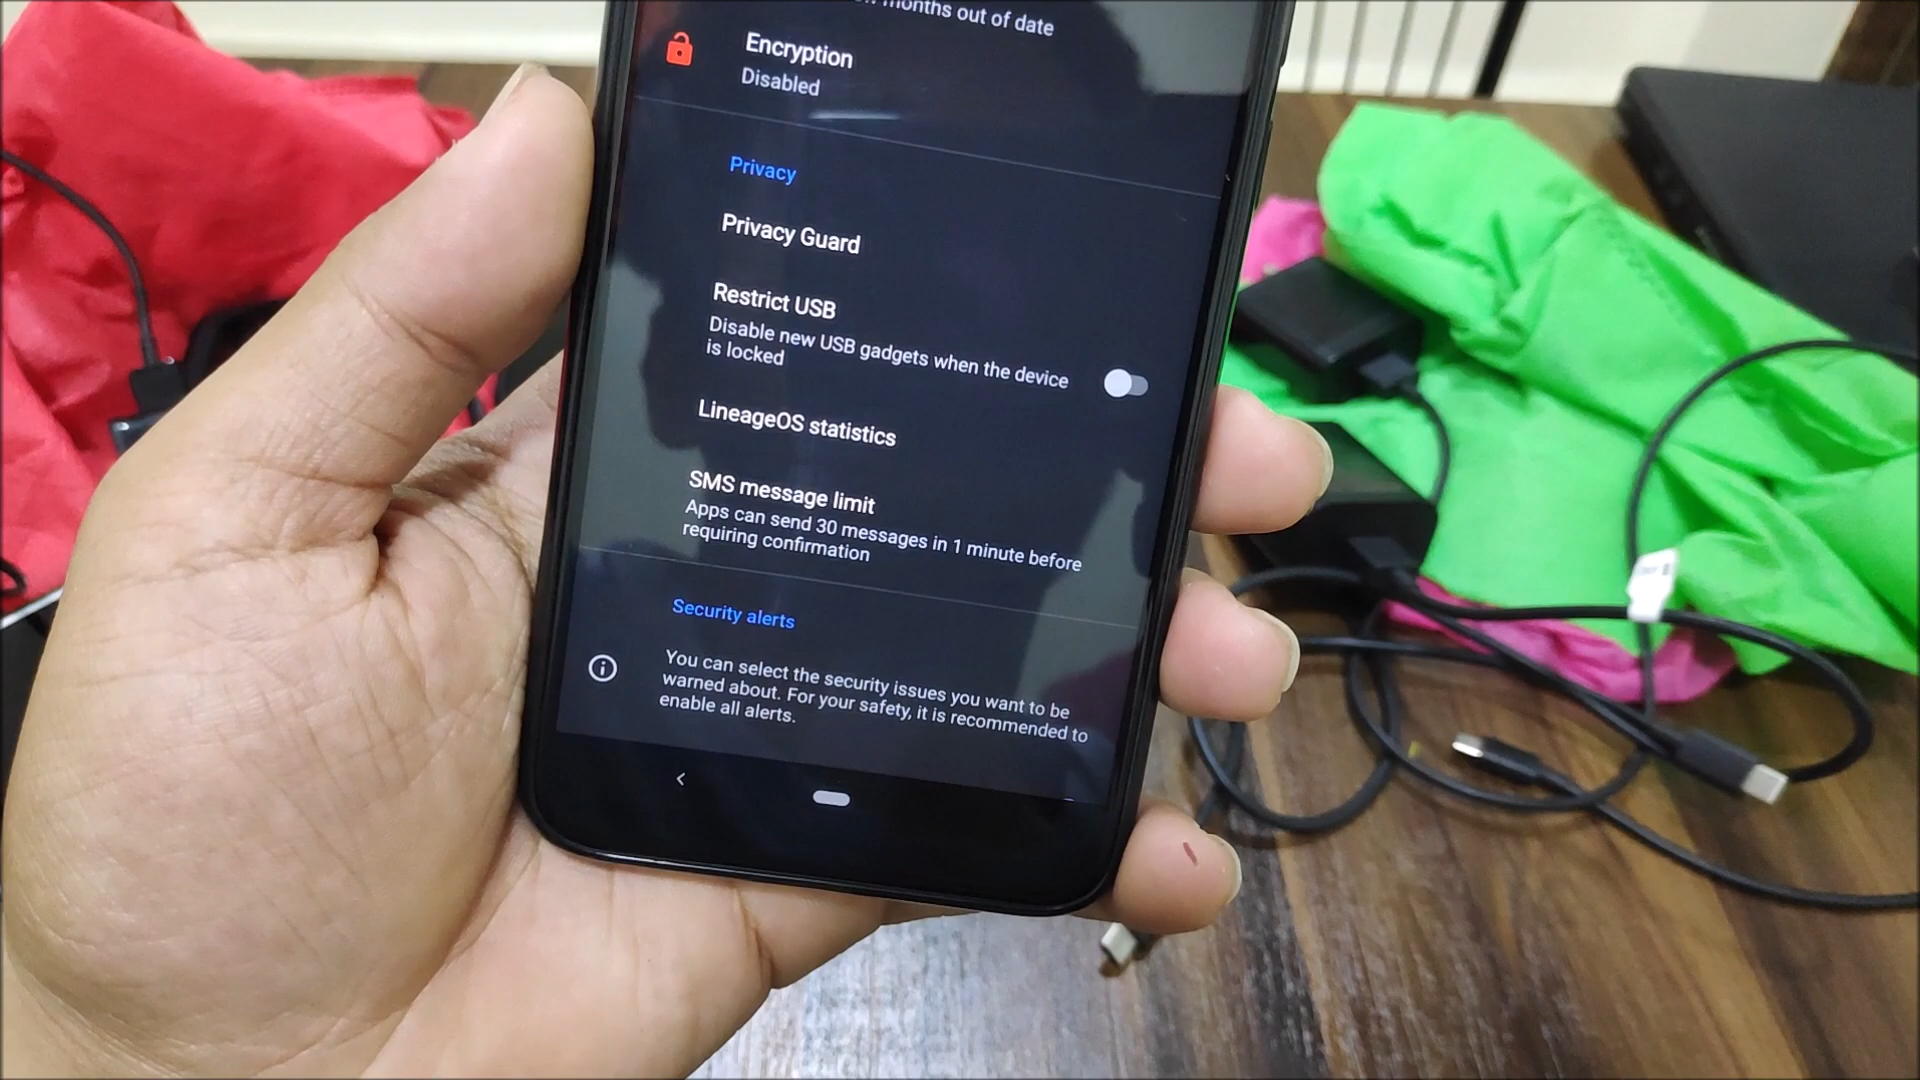 months out of date
Encryption
Disabled
Privacy
Privacy Guard
Restrict USB
Disable new USB gadgets when the device
is locked
LineageOS statistics
SMS message limit
Apps can send 30 messages in 1 minute before
requiring confirmation
Security alerts
You can select the security issues you want to be
warned about. For your safety, it is recommended to
enable all alerts.